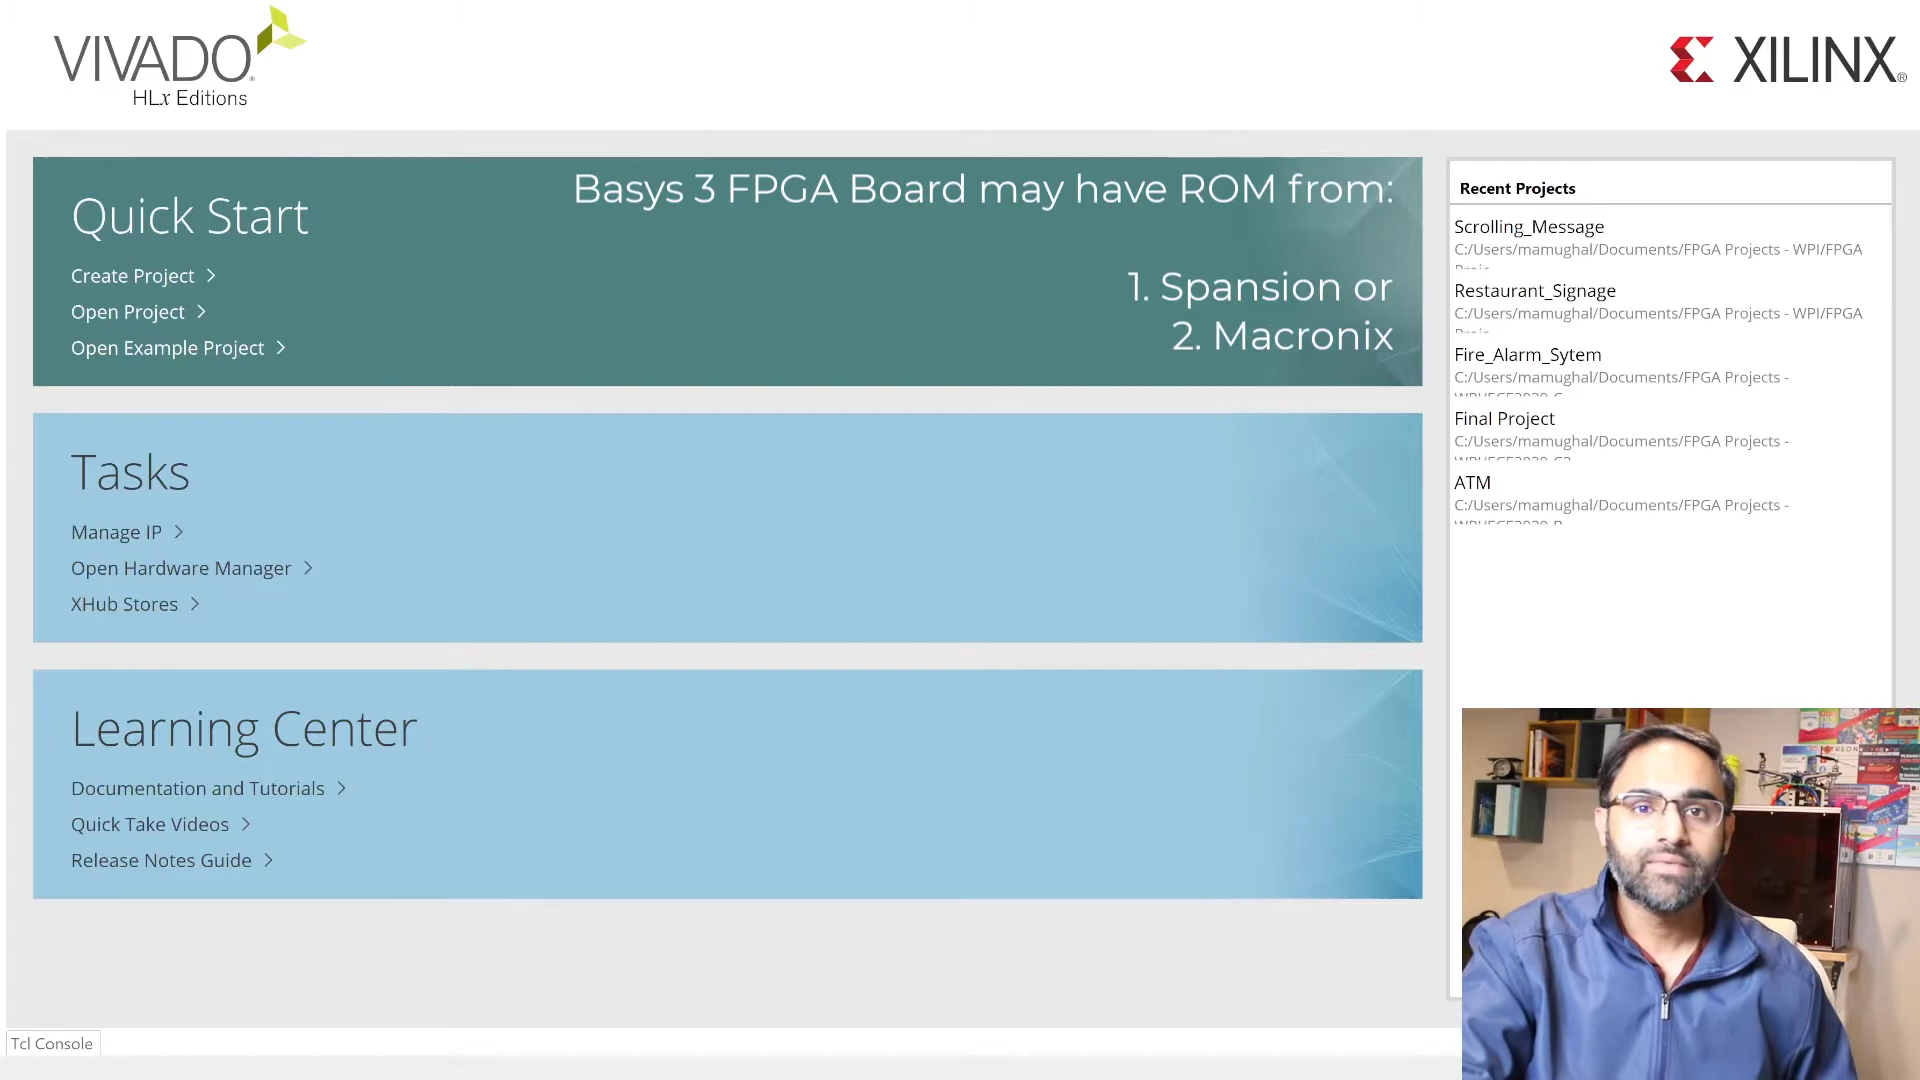 VIVADO
HLx Editions
XILINX
Quick Start
Create Project
Open Project
Open Example Project
Basys 3 FPGA Board may have ROM from:
1. Spansion or
2. Macronix
Tasks
Manage IP
Open Hardware Manager
XHub Stores
Learning Center
Documentation and Tutorials
Quick Take Videos
Release Notes Guide
Recent Projects
Scrolling_Message
C:/Users/mamughal/Documents/FPGA Projects - WPI/FPGA
Restaurant_Signage
C:/Users/mamughal/Documents/FPGA Projects - WPI/FPGA
Fire_Alarm_Sytem
C:/Users/mamughal/Documents/FPGA Projects -
Final Project
C:/Users/mamughal/Documents/FPGA Projects -
ATM
C:/Users/mamughal/Documents/FPGA Projects -
Tcl Console